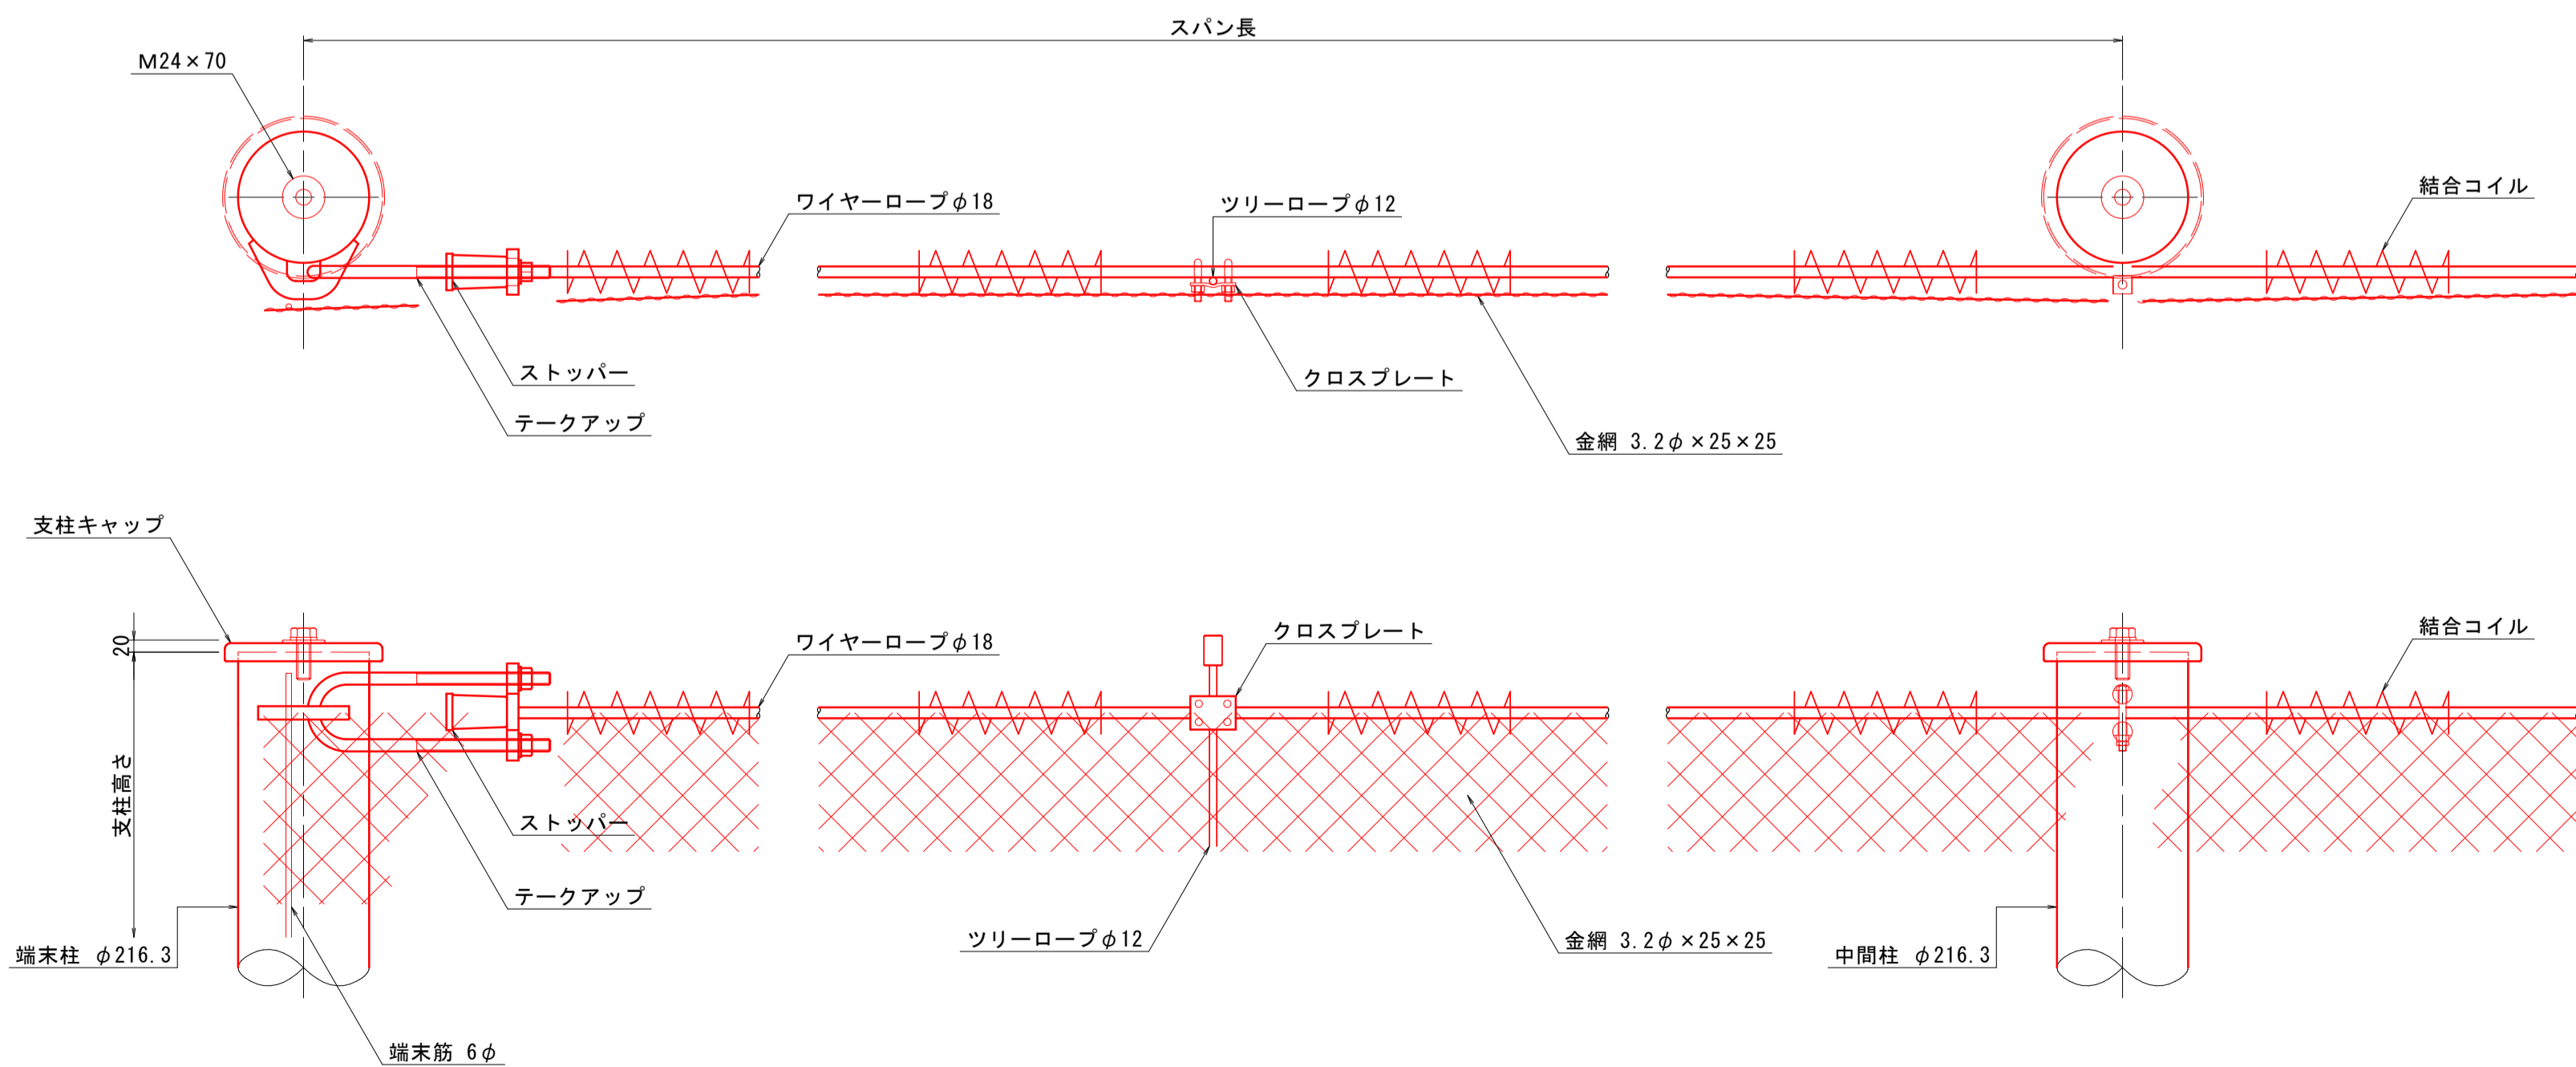 スパン長
M24×70
ワイヤーロープφ18
ツリーロープφ12
結合コイル
ストッパー
クロスプレート
テークアップ
金網 3.2φ×25×25
支柱キャップ
20
ワイヤーロープφ18
クロスプレート
結合コイル
支柱高さ
ストッパー
テークアップ
ツリーロープφ12
金網 3.2φ×25×25
端末柱 φ216.3
中間柱 φ216.3
端末筋 6φ